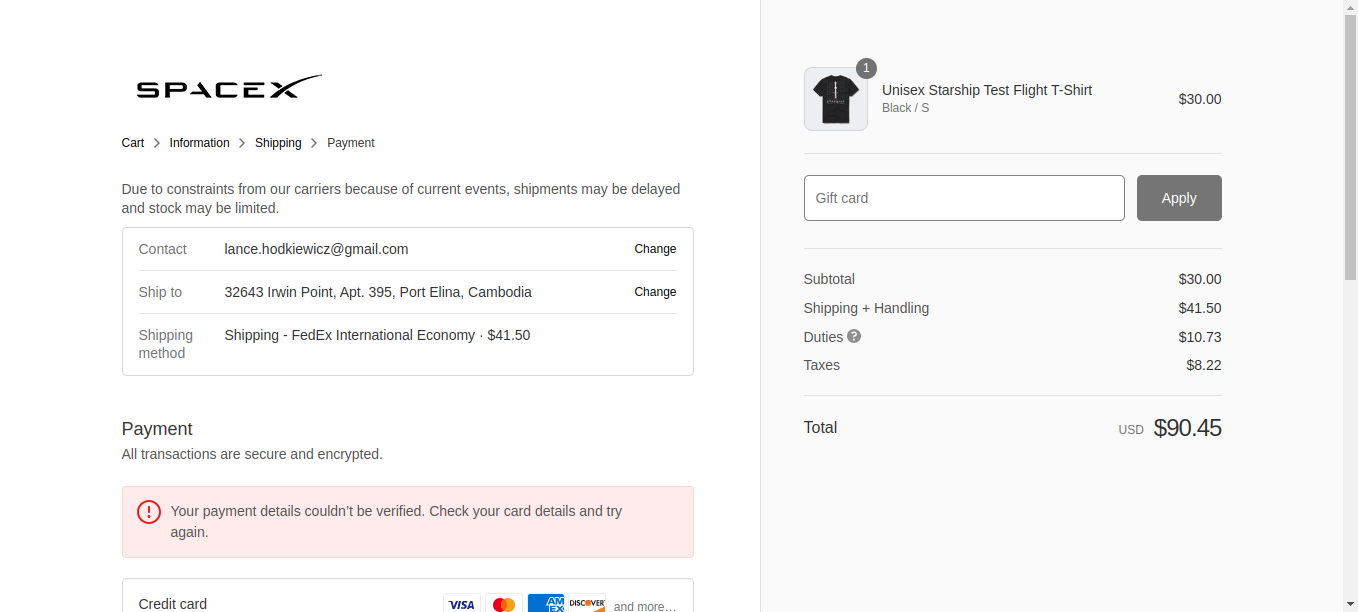 SPACEX
Cart > Information > Shipping > Payment
Due to constraints from our carriers because of current events, shipments may be delayed
and stock may be limited.
Contact lance.hodkiewicz@gmail.com Change
Ship to 32643 Irwin Point, Apt. 395, Port Elina, Cambodia Change
Shipping method Shipping - FedEx International Economy · $41.50
Payment
All transactions are secure and encrypted.
Your payment details couldn’t be verified. Check your card details and try
again.
Credit card VISA AM EX DISCOVER and more…
1
Unisex Starship Test Flight T-Shirt $30.00
Black / S
Gift card Apply
Subtotal $30.00
Shipping + Handling $41.50
Duties ? $10.73
Taxes $8.22
Total USD $90.45